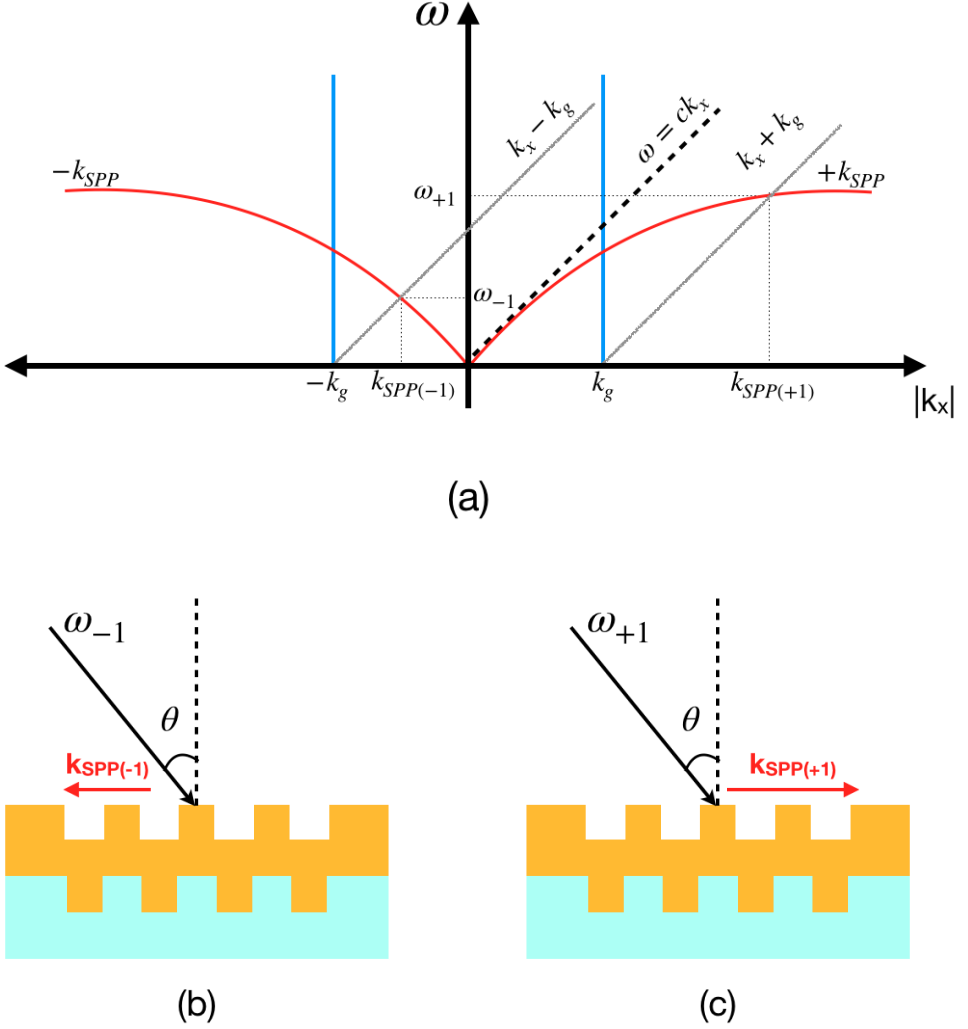 ω
k_x − k_g
ω = ck_x
k_x + k_g
−k_SPP
+k_SPP
ω_+1
ω_−1
−k_g
k_SPP(−1)
k_g
k_SPP(+1)
|k_x|
(a)
ω_−1
ω_+1
θ
θ
k_SPP(-1)
k_SPP(+1)
(b)
(c)